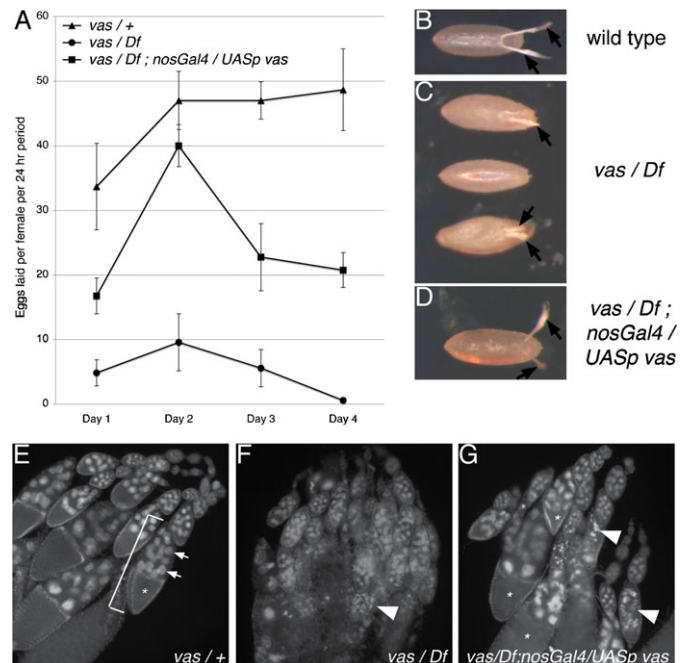 A
vas / +
vas / Df
vas / Df ; nosGal4 / UASp vas
Eggs laid per female per 24 hr period
60
50
40
30
20
10
0
Day 1
Day 2
Day 3
Day 4
B
wild type
C
vas / Df
D
vas / Df ;
nosGal4 /
UASp vas
E
*
vas / +
F
vas / Df
G
*
*
*
*
vas/Df;nosGal4/UASp vas